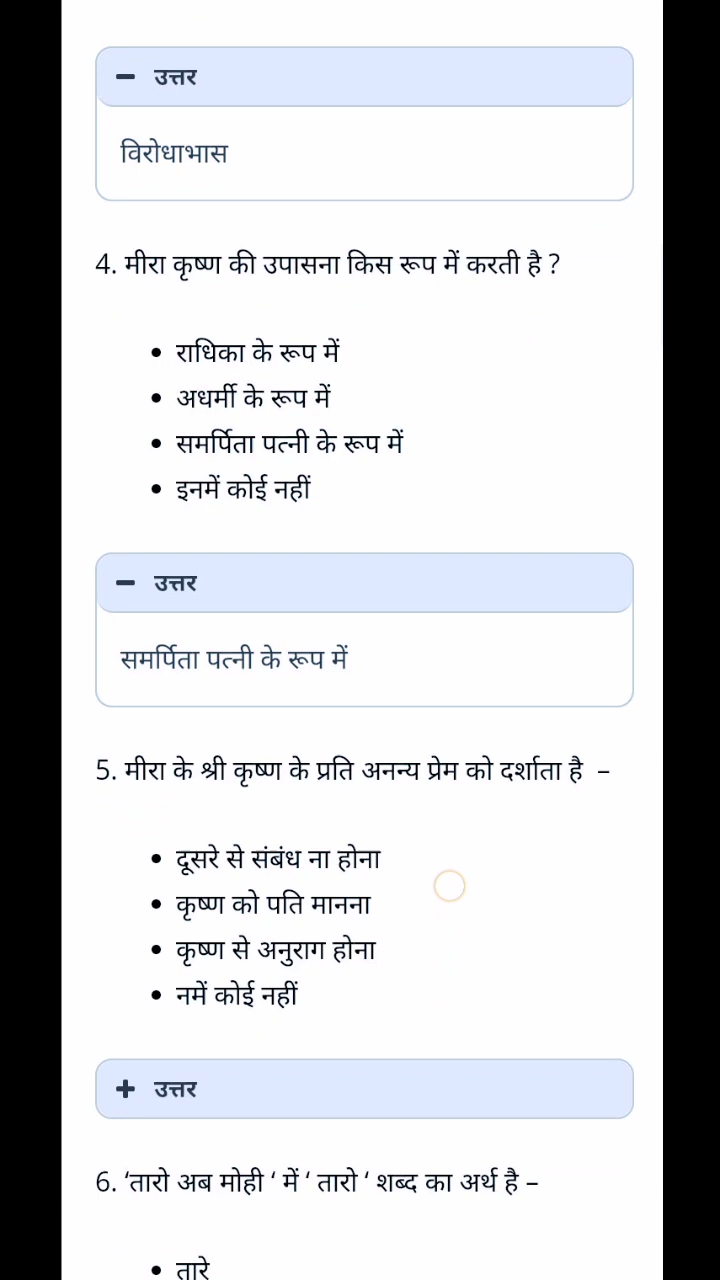 − उत्तर
विरोधाभास
4. मीरा कृष्ण की उपासना किस रूप में करती है ?
• राधिका के रूप में
• अधर्मी के रूप में
• समर्पिता पत्नी के रूप में
• इनमें कोई नहीं
− उत्तर
समर्पिता पत्नी के रूप में
5. मीरा के श्री कृष्ण के प्रति अनन्य प्रेम को दर्शाता है –
• दूसरे से संबंध ना होना
• कृष्ण को पति मानना
• कृष्ण से अनुराग होना
• नमें कोई नहीं
+ उत्तर
6. ‘तारो अब मोही ‘ में ‘ तारो ‘ शब्द का अर्थ है –
• तारे